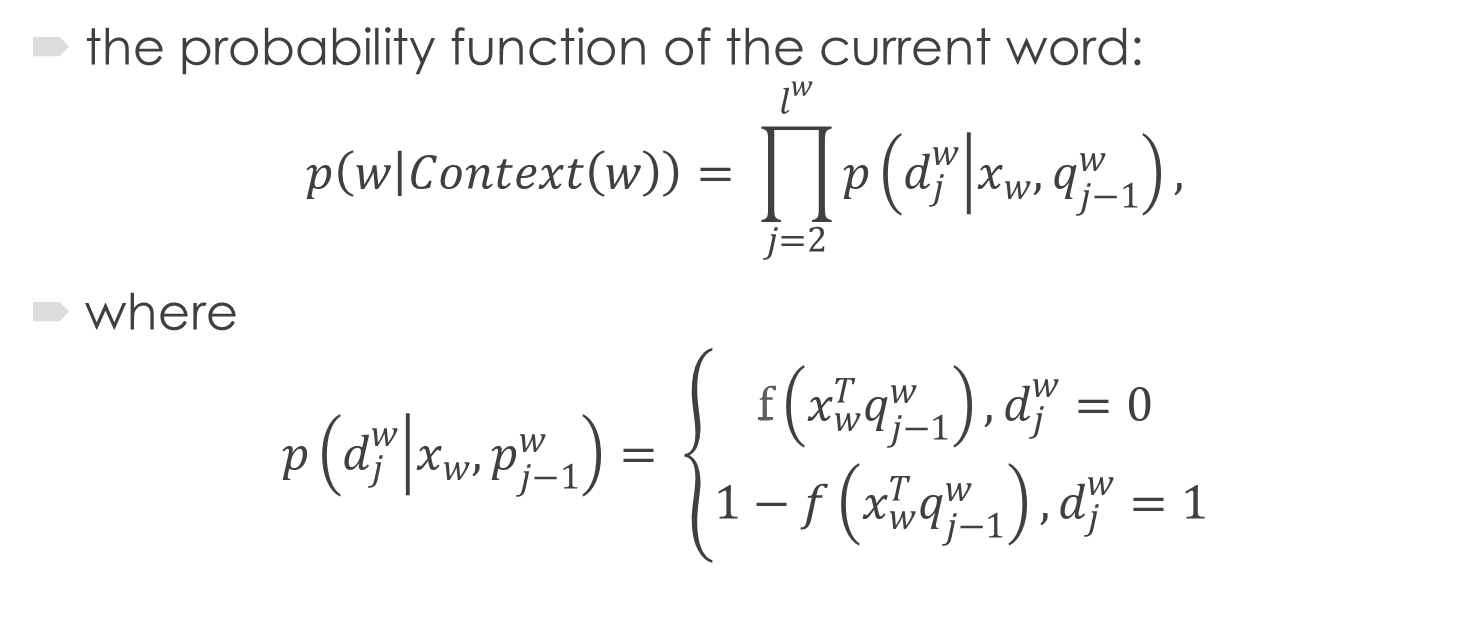 the probability function of the current word:
p(w|Context(w)) = ∏_{j=2}^{l^w} p(d_j^w | x_w, q_{j−1}^w),
where
p(d_j^w | x_w, p_{j−1}^w) = { f(x_w^T q_{j−1}^w), d_j^w = 0
1 − f(x_w^T q_{j−1}^w), d_j^w = 1